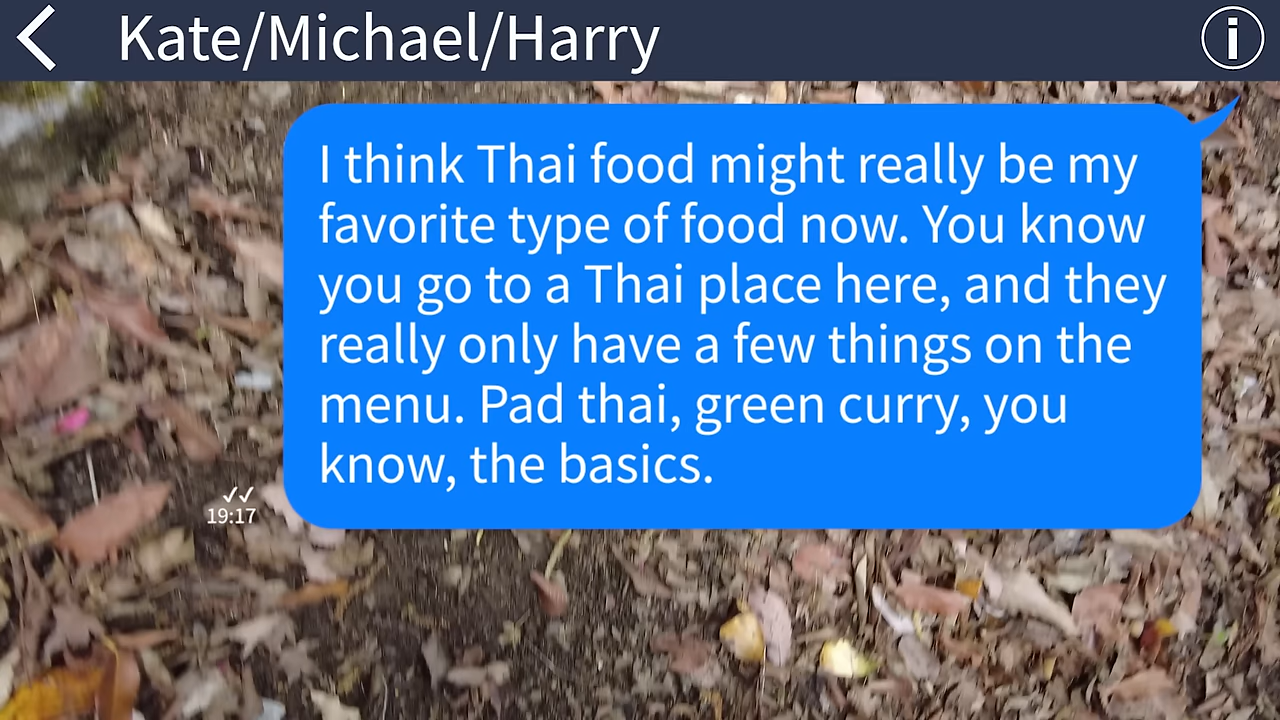 Kate/Michael/Harry
I think Thai food might really be my
favorite type of food now. You know
you go to a Thai place here, and they
really only have a few things on the
menu. Pad thai, green curry, you
know, the basics.
19:17